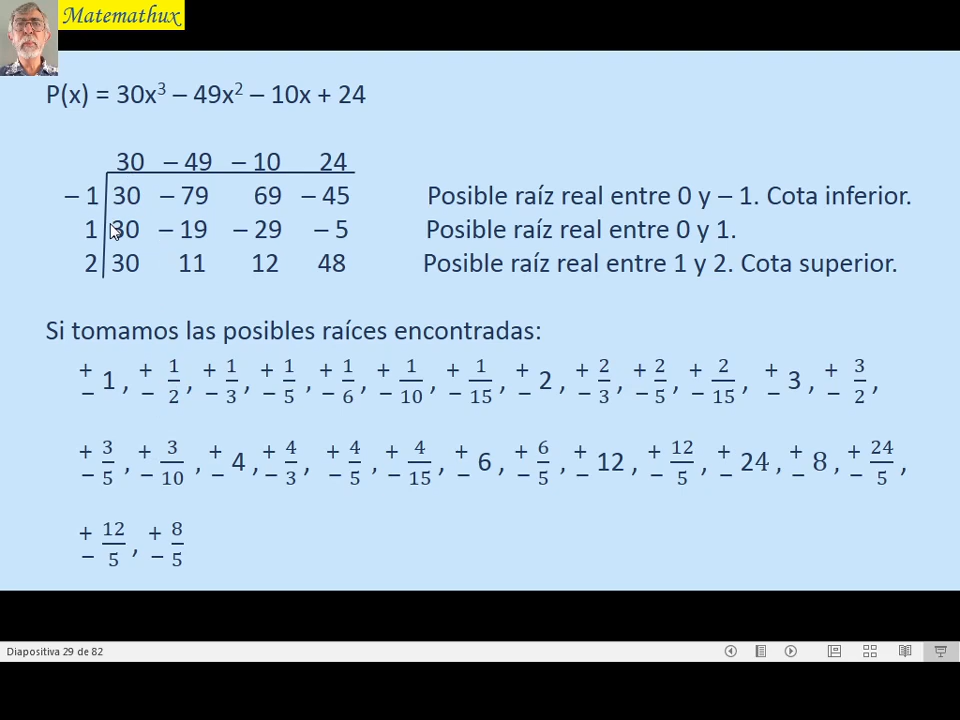 Matemathux
P(x) = 30x³ – 49x² – 10x + 24
30 – 49 – 10 24
– 1 30 – 79 69 – 45 Posible raíz real entre 0 y – 1. Cota inferior.
1 30 – 19 – 29 – 5 Posible raíz real entre 0 y 1.
2 30 11 12 48 Posible raíz real entre 1 y 2. Cota superior.
Si tomamos las posibles raíces encontradas:
+– 1 , +– 1/2 , +– 1/3 , +– 1/5 , +– 1/6 , +– 1/10 , +– 1/15 , +– 2 , +– 2/3 , +– 2/5 , +– 2/15 , +– 3 , +– 3/2 ,
+– 3/5 , +– 3/10 , +– 4 , +– 4/3 , +– 4/5 , +– 4/15 , +– 6 , +– 6/5 , +– 12 , +– 12/5 , +– 24 , +– 8 , +– 24/5 ,
+– 12/5 , +– 8/5
Diapositiva 29 de 82